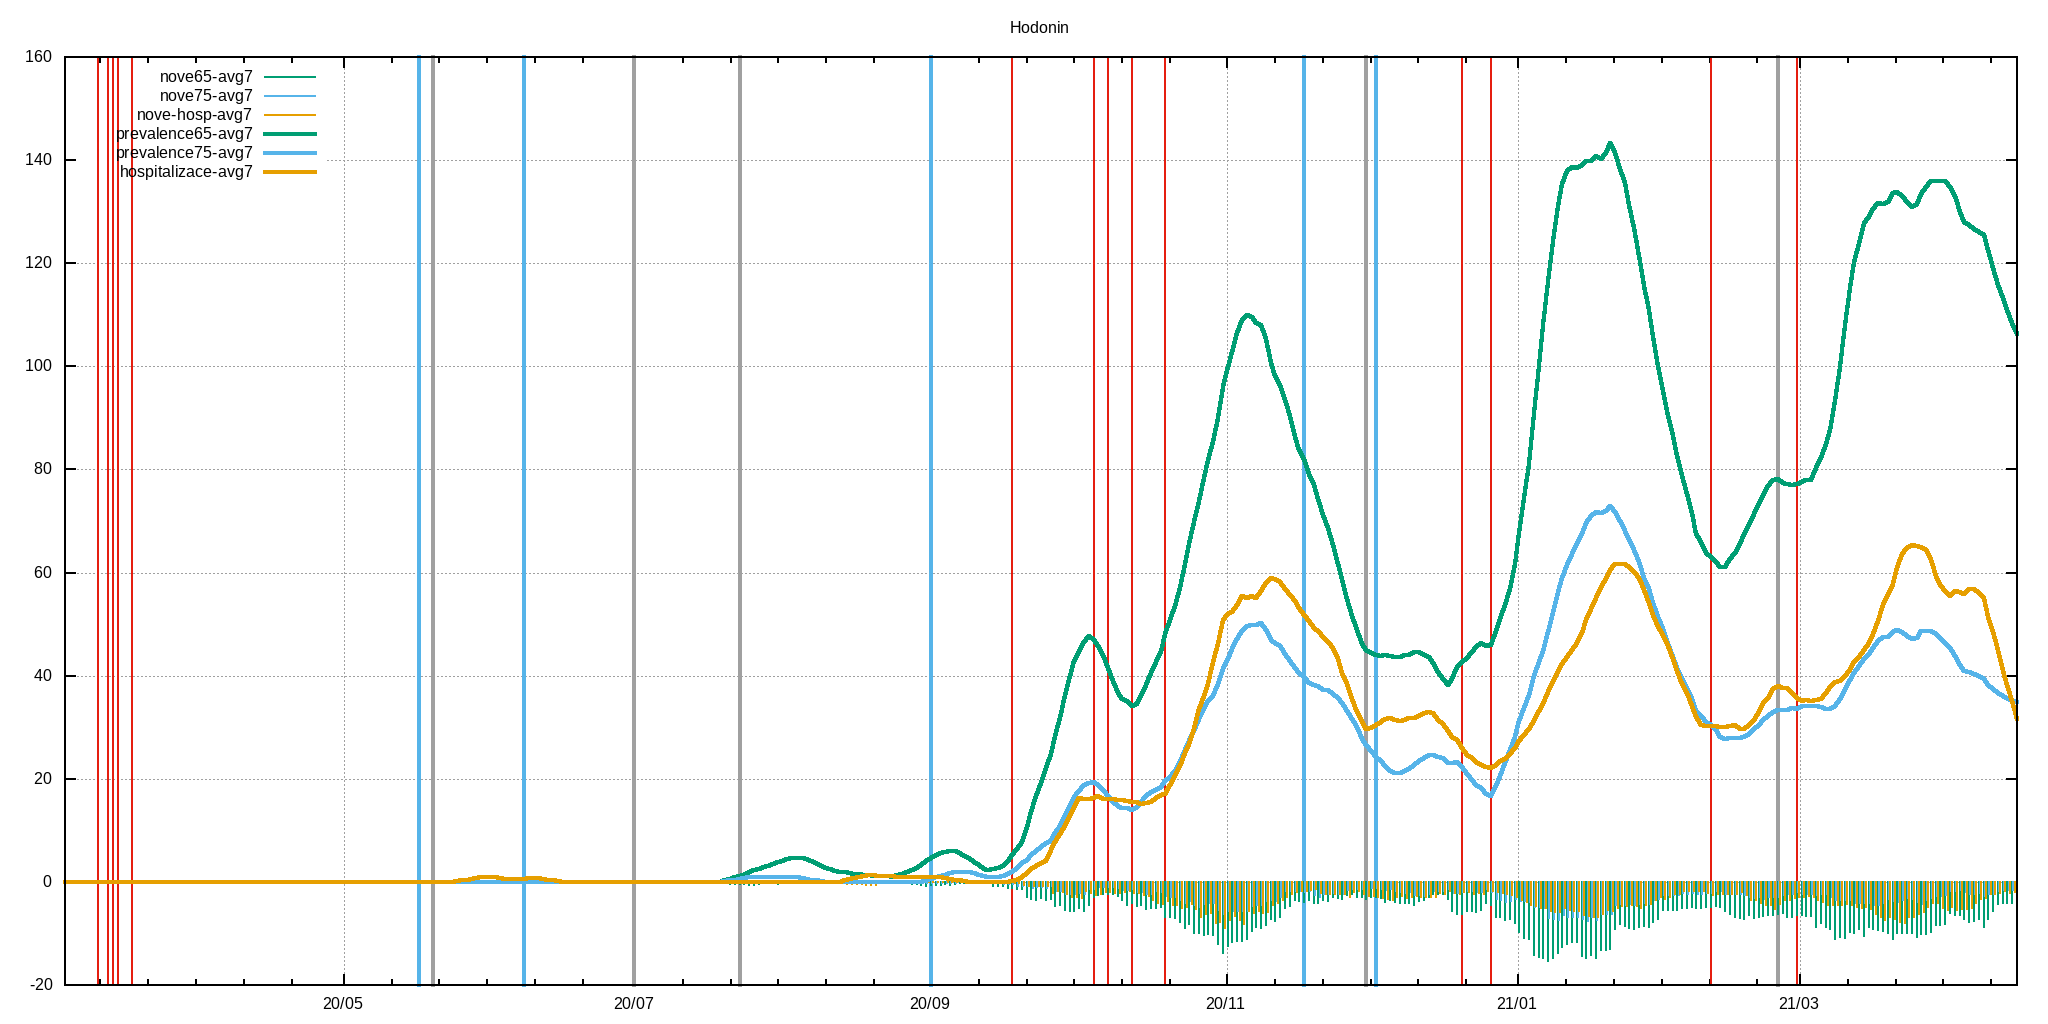 Hodonin
160
140
120
100
80
60
40
20
0
-20
nove65-avg7
nove75-avg7
nove-hosp-avg7
prevalence65-avg7
prevalence75-avg7
hospitalizace-avg7
20/05
20/07
20/09
20/11
21/01
21/03